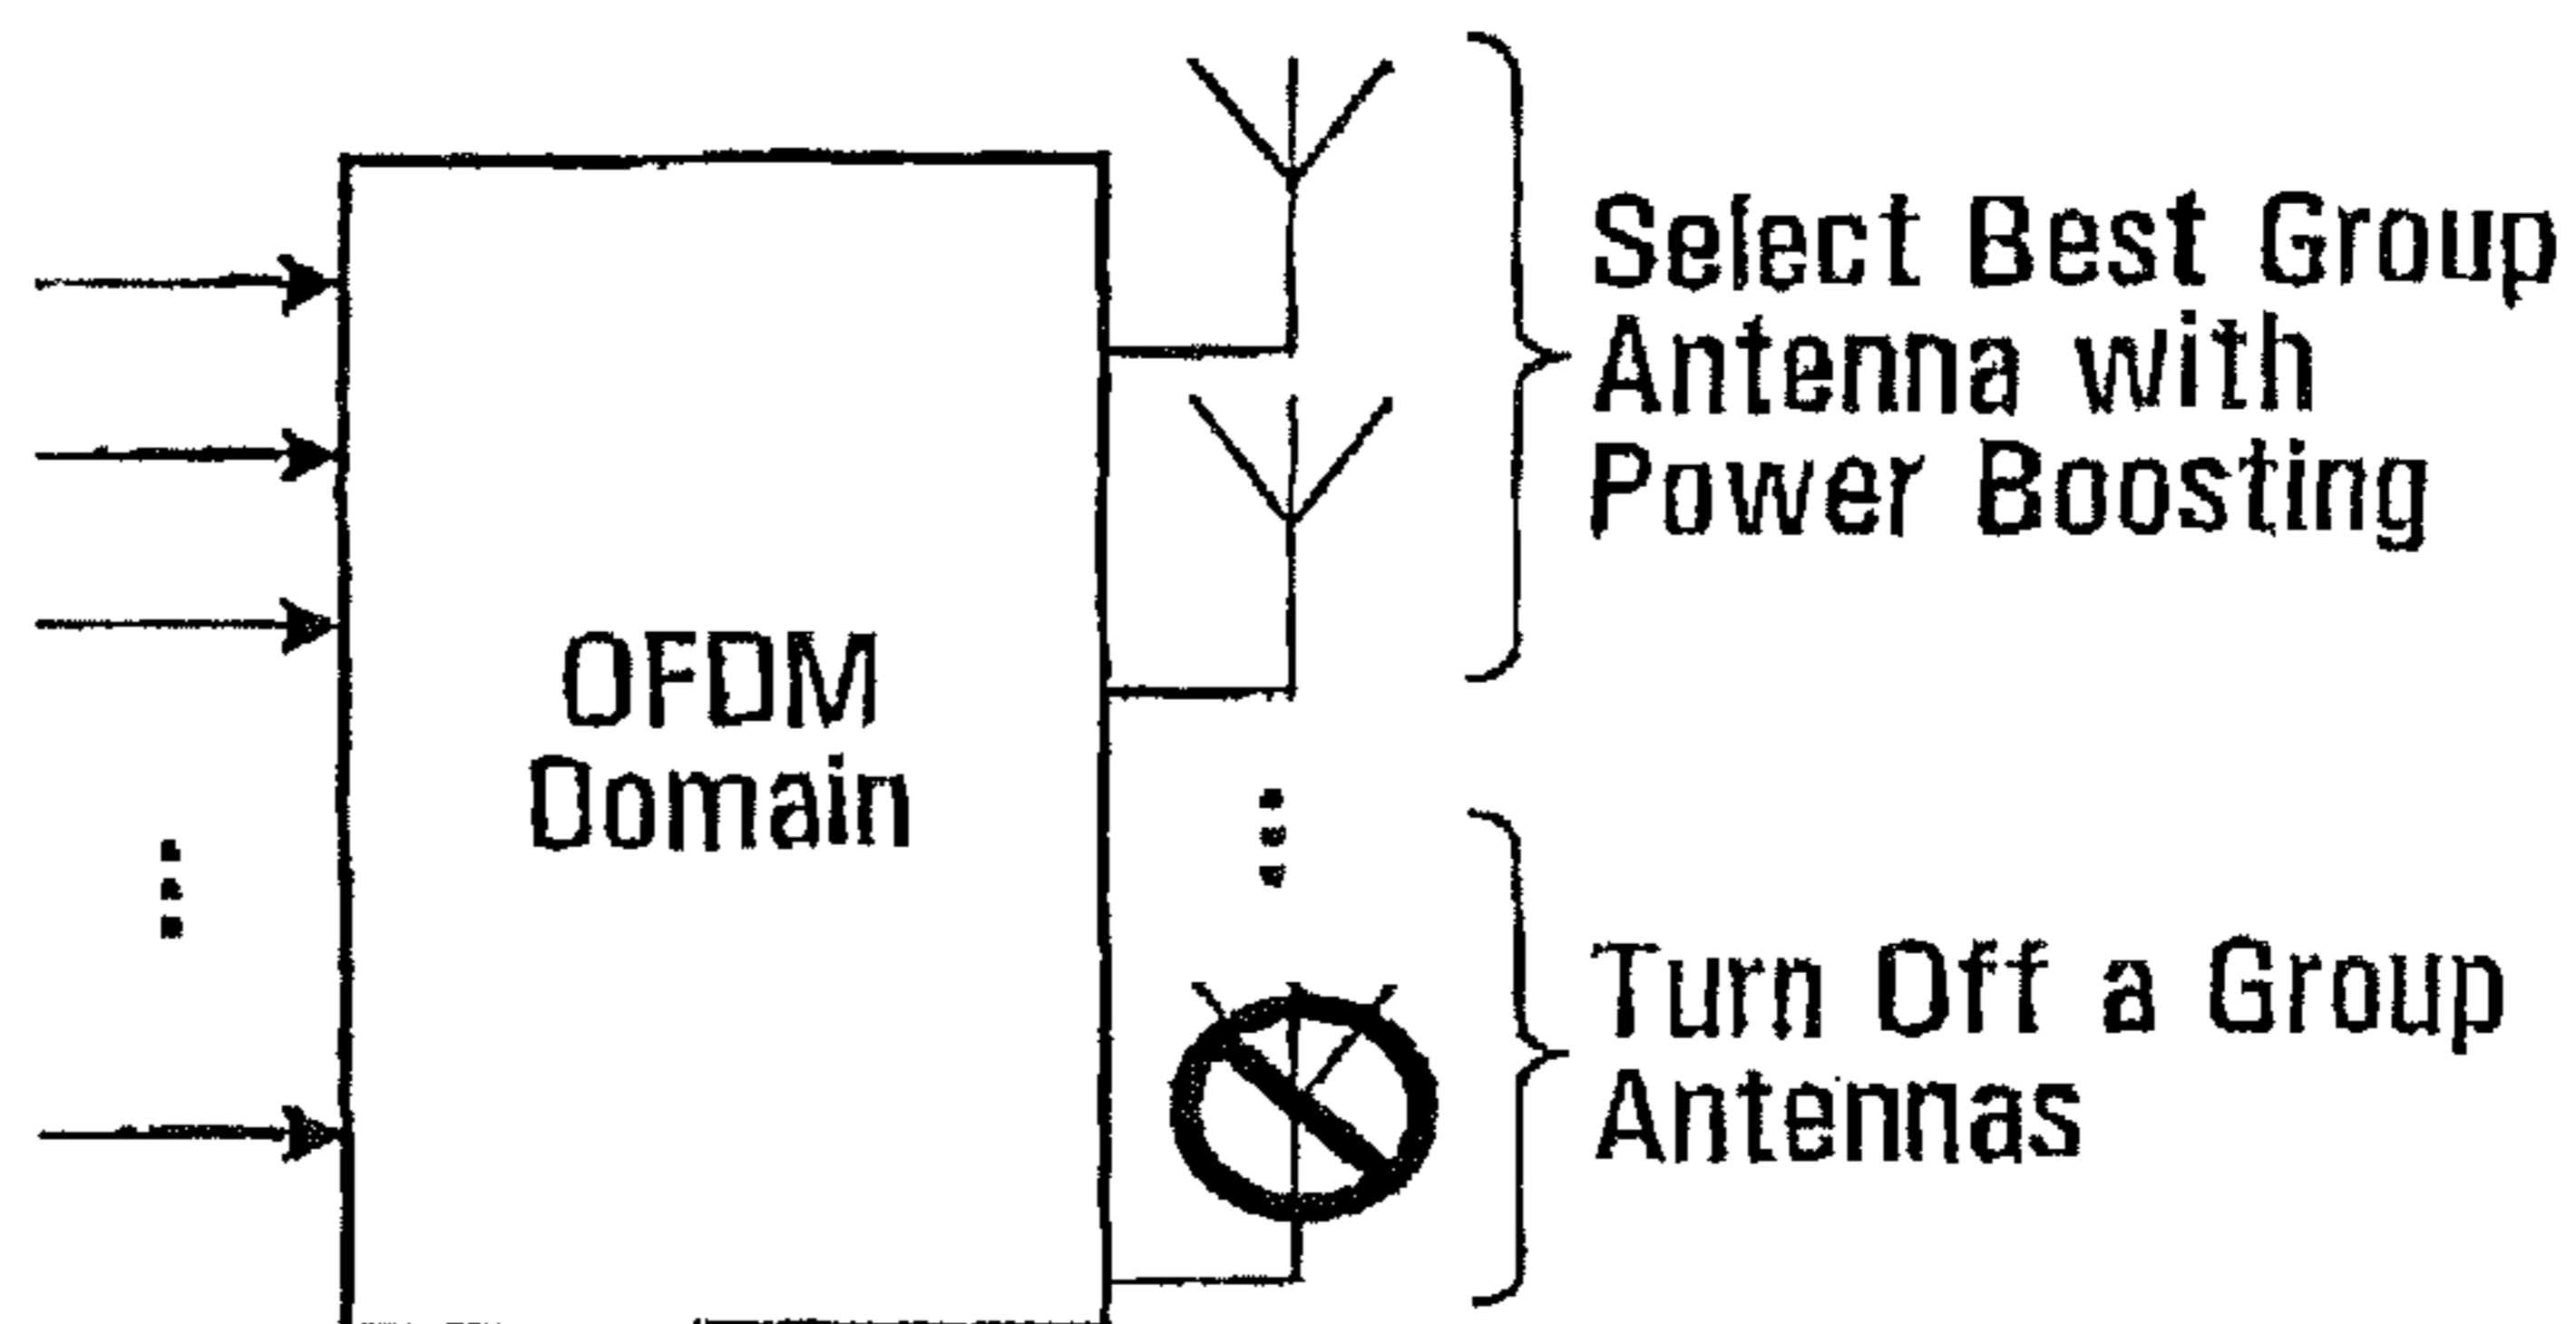 Select Best Group
Antenna with
Power Boosting
OFDM
Domain
Turn Off a Group
Antennas